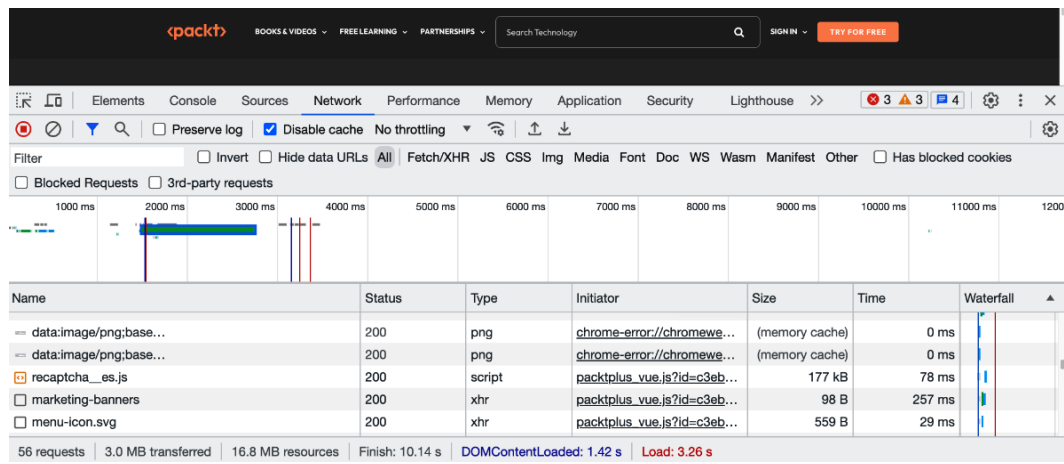 <packt> BOOKS & VIDEOS FREE LEARNING PARTNERSHIPS Search Technology SIGN IN TRY FOR FREE
Elements Console Sources Network Performance Memory Application Security Lighthouse >> 3 3 4
Preserve log Disable cache No throttling
Filter Invert Hide data URLs All Fetch/XHR JS CSS Img Media Font Doc WS Wasm Manifest Other Has blocked cookies
Blocked Requests 3rd-party requests
1000 ms 2000 ms 3000 ms 4000 ms 5000 ms 6000 ms 7000 ms 8000 ms 9000 ms 10000 ms 11000 ms 1200
Name Status Type Initiator Size Time Waterfall
data:image/png;base... 200 png chrome-error://chromewe... (memory cache) 0 ms
data:image/png;base... 200 png chrome-error://chromewe... (memory cache) 0 ms
recaptcha__es.js 200 script packtplus_vue.js?id=c3eb... 177 kB 78 ms
marketing-banners 200 xhr packtplus_vue.js?id=c3eb... 98 B 257 ms
menu-icon.svg 200 xhr packtplus_vue.js?id=c3eb... 559 B 29 ms
56 requests 3.0 MB transferred 16.8 MB resources Finish: 10.14 s DOMContentLoaded: 1.42 s Load: 3.26 s